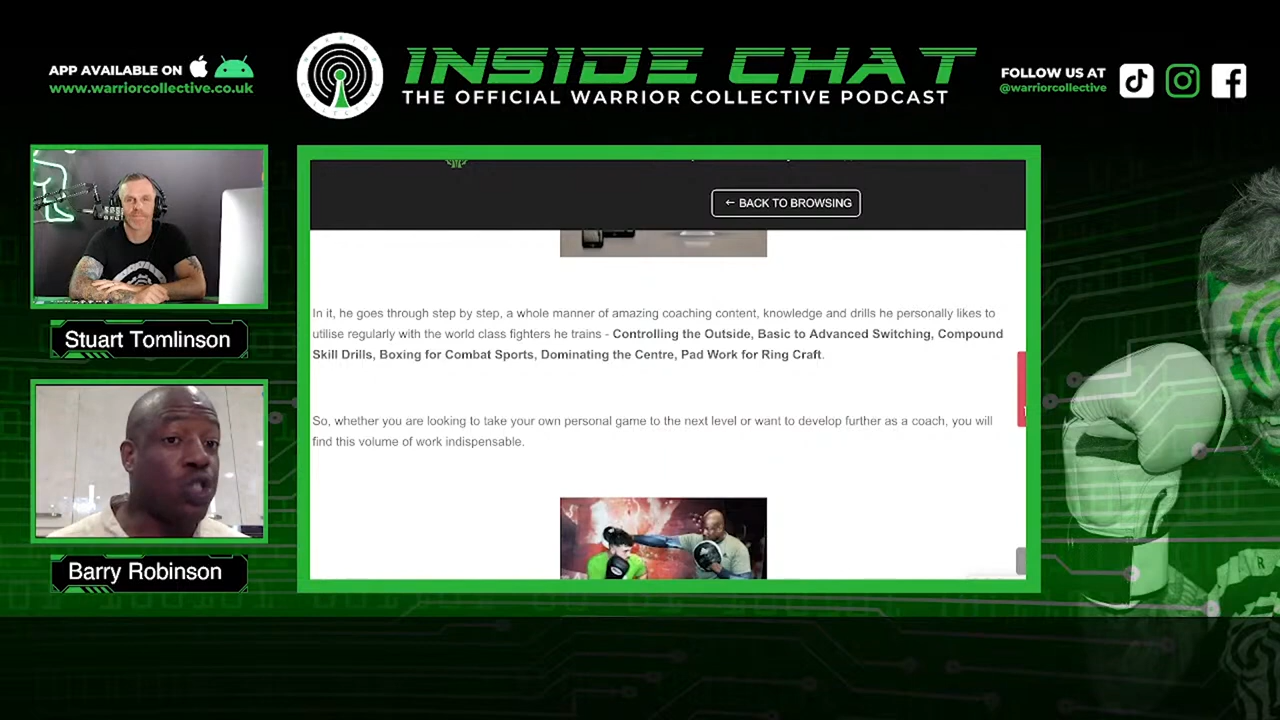 APP AVAILABLE ON
www.warriorcollective.co.uk
INSIDE CHAT
THE OFFICIAL WARRIOR COLLECTIVE PODCAST
FOLLOW US AT
@warriorcollective
← BACK TO BROWSING
In it, he goes through step by step, a whole manner of amazing coaching content, knowledge and drills he personally likes to
utilise regularly with the world class fighters he trains - Controlling the Outside, Basic to Advanced Switching, Compound
Skill Drills, Boxing for Combat Sports, Dominating the Centre, Pad Work for Ring Craft.
So, whether you are looking to take your own personal game to the next level or want to develop further as a coach, you will
find this volume of work indispensable.
Stuart Tomlinson
Barry Robinson